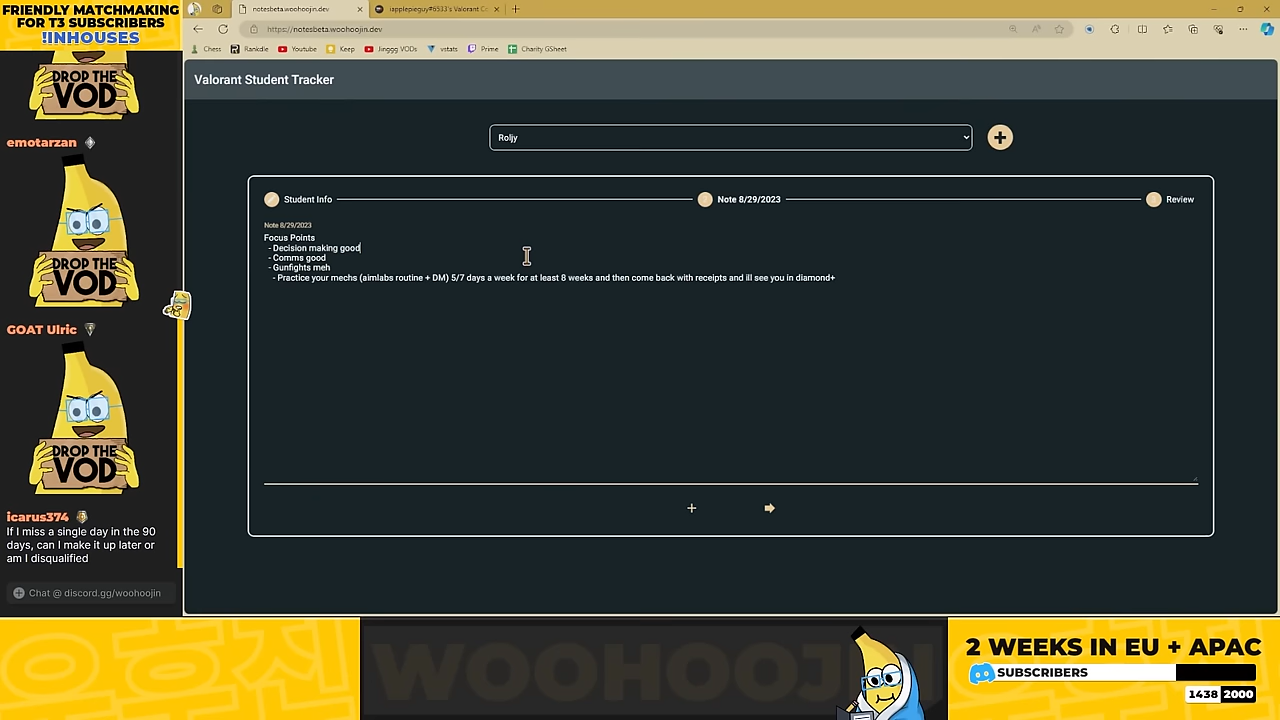 FRIENDLY MATCHMAKING
FOR T3 SUBSCRIBERS
!INHOUSES
DROP THE
VOD
emotarzan
DROP THE
VOD
GOAT Ulric
DROP THE
VOD
icarus374
If I miss a single day in the 90
days, can I make it up later or
am I disqualified
Chat @ discord.gg/woohoojin
notesbeta.woohoojin.dev
iapplepieguy#6533's Valorant
https://notesbeta.woohoojin.dev
Chess
Rankdle
Youtube
Keep
Jinggg VODs
vstats
Prime
Charity GSheet
Valorant Student Tracker
Roljy
Student Info
Note 8/29/2023
Review
Note 8/29/2023
Focus Points
- Decision making good
- Comms good
- Gunfights meh
- Practice your mechs (aimlabs routine + DM) 5/7 days a week for at least 8 weeks and then come back with receipts and ill see you in diamond+
WOOHOOJIN
2 WEEKS IN EU + APAC
SUBSCRIBERS
1438 2000